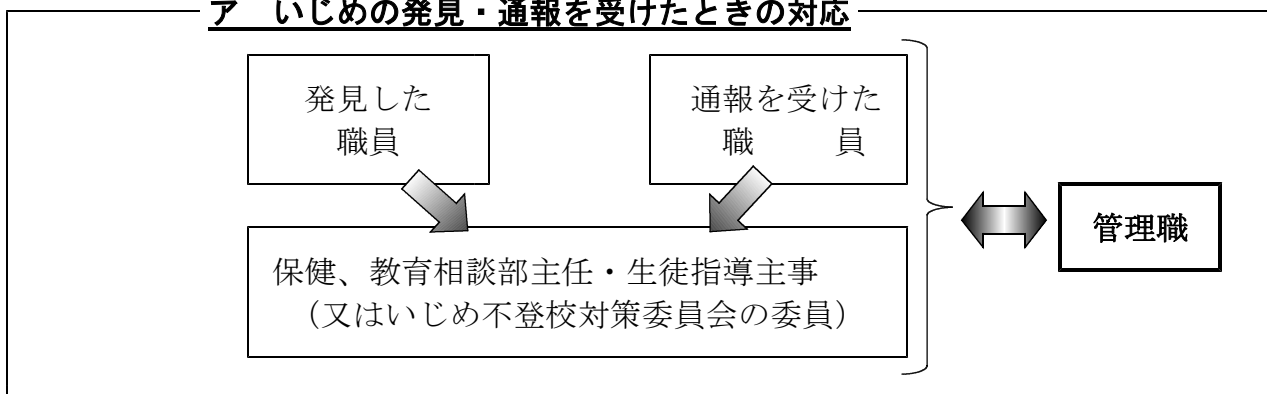 ア　いじめの発見・通報を受けたときの対応
発見した
職員
通報を受けた
職　　員
保健、教育相談部主任・生徒指導主事
（又はいじめ不登校対策委員会の委員）
管理職